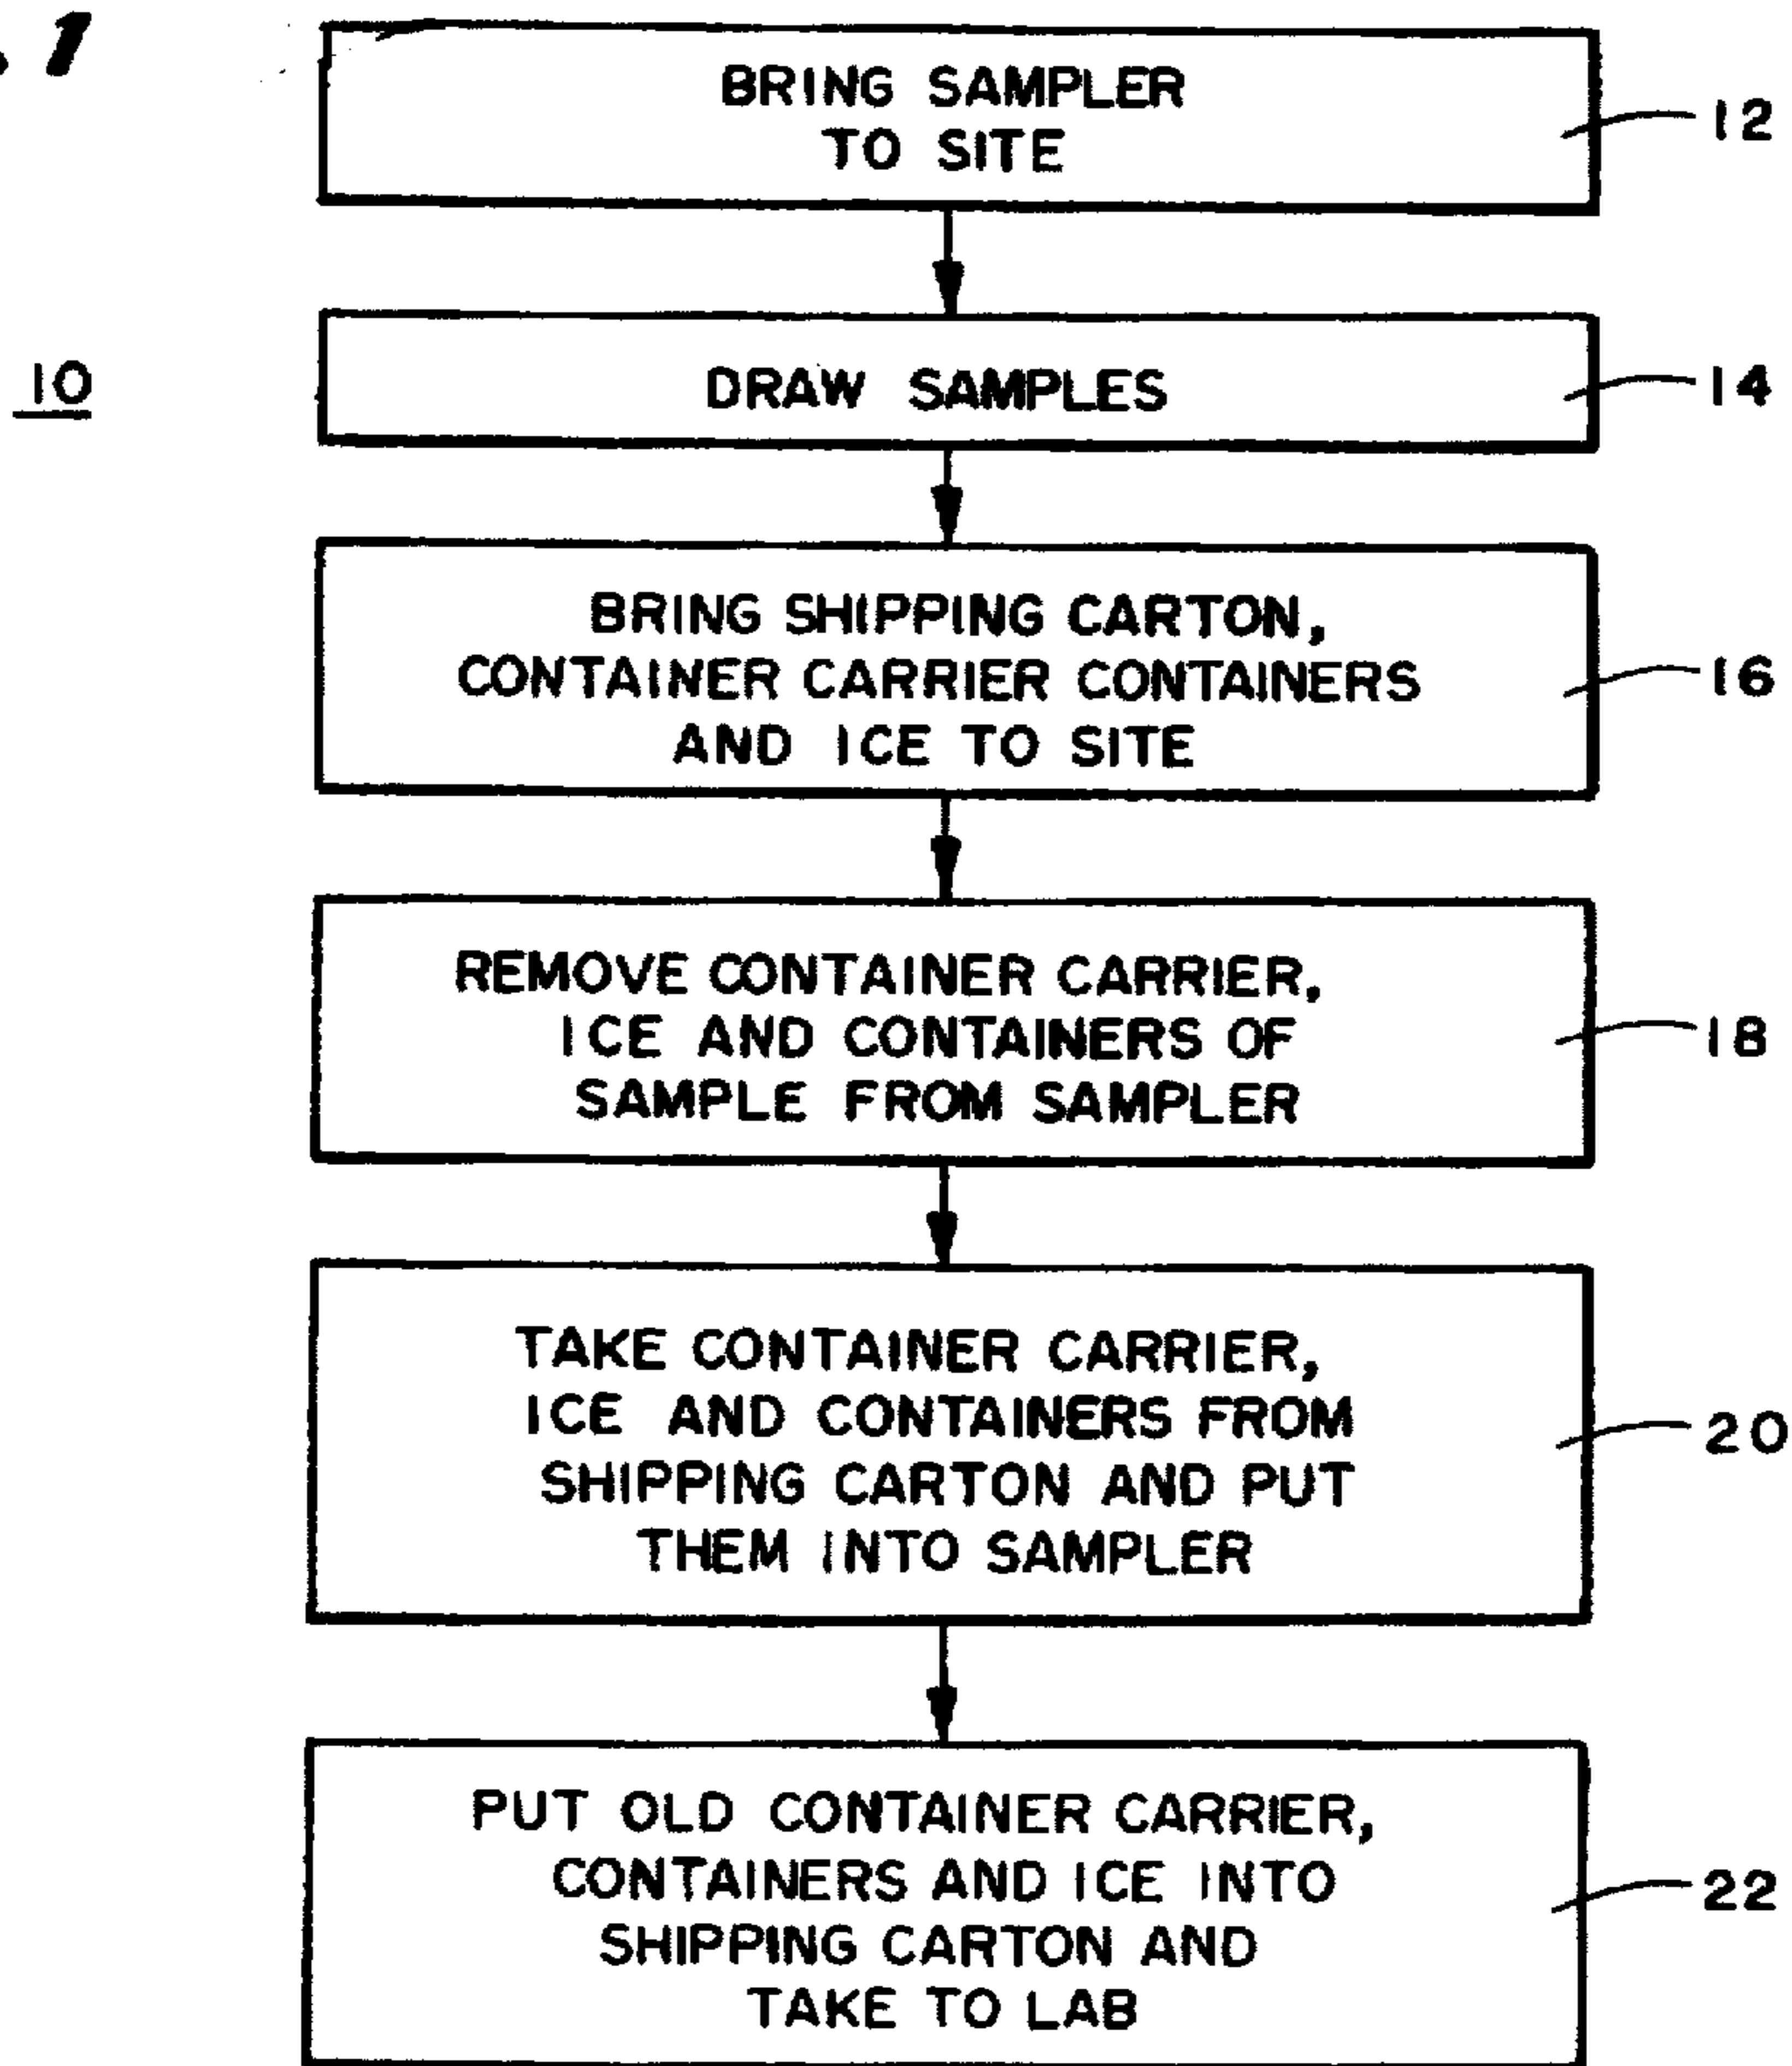 1
BRING SAMPLER
TO SITE
12
10
DRAW SAMPLES
14
BRING SHIPPING CARTON,
CONTAINER CARRIER CONTAINERS
AND ICE TO SITE
16
REMOVE CONTAINER CARRIER,
ICE AND CONTAINERS OF
SAMPLE FROM SAMPLER
18
TAKE CONTAINER CARRIER,
ICE AND CONTAINERS FROM
SHIPPING CARTON AND PUT
THEM INTO SAMPLER
20
PUT OLD CONTAINER CARRIER,
CONTAINERS AND ICE INTO
SHIPPING CARTON AND
TAKE TO LAB
22